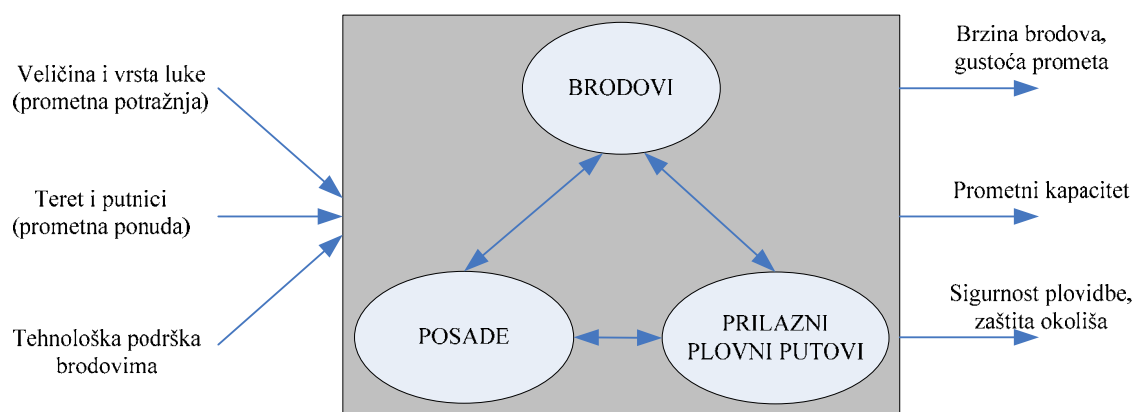 Veličina i vrsta luke
(prometna potražnja)
Teret i putnici
(prometna ponuda)
Tehnološka podrška
brodovima
BRODOVI
POSADE
PRILAZNI
PLOVNI PUTOVI
Brzina brodova,
gustoća prometa
Prometni kapacitet
Sigurnost plovidbe,
zaštita okoliša